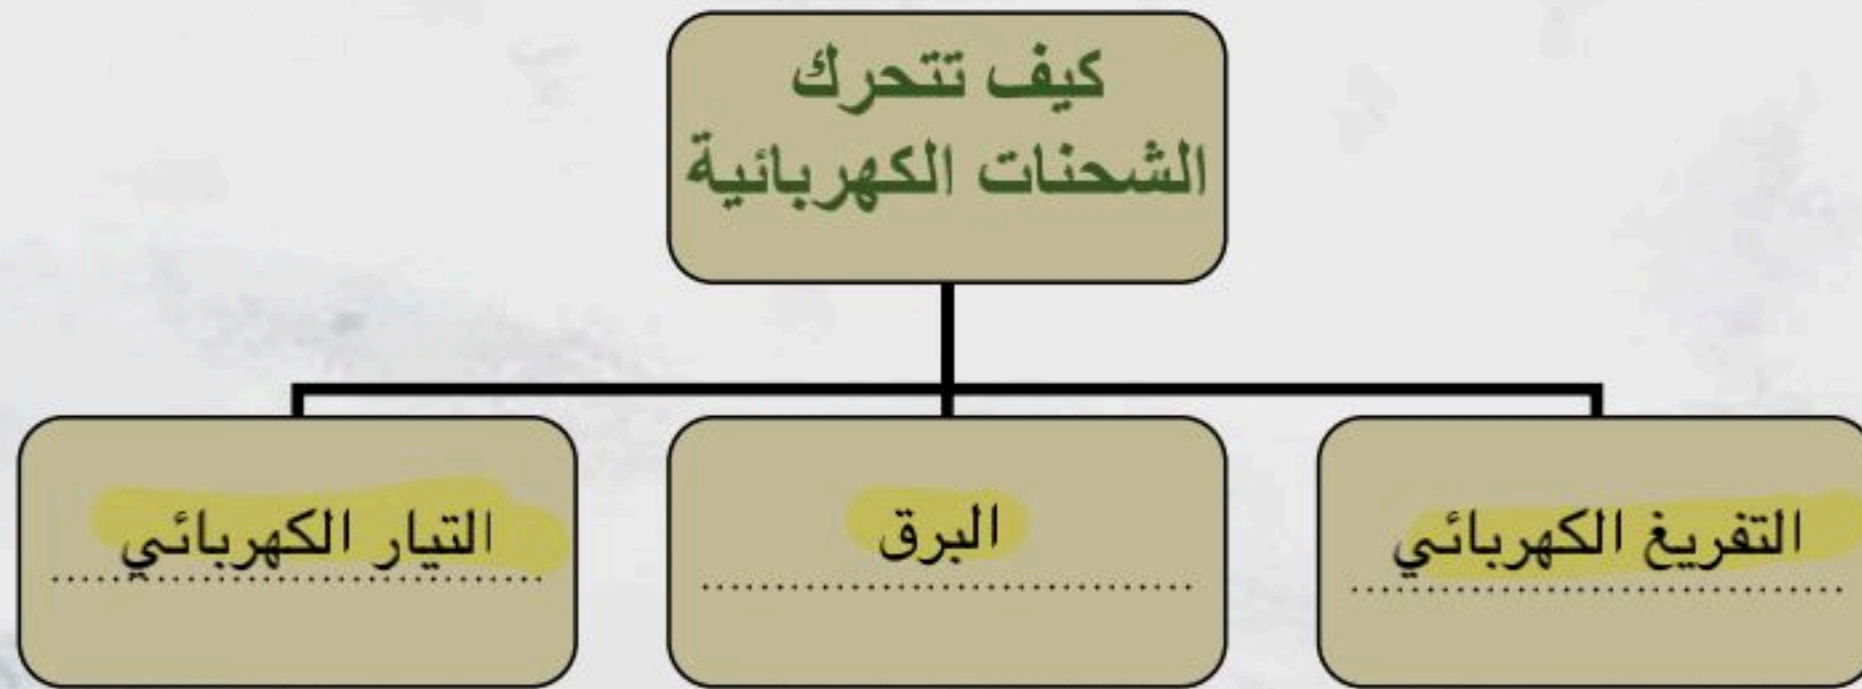 كيف تتحرك
الشحنات الكهربائية
التفريغ الكهربائي
البرق
التيار الكهربائي